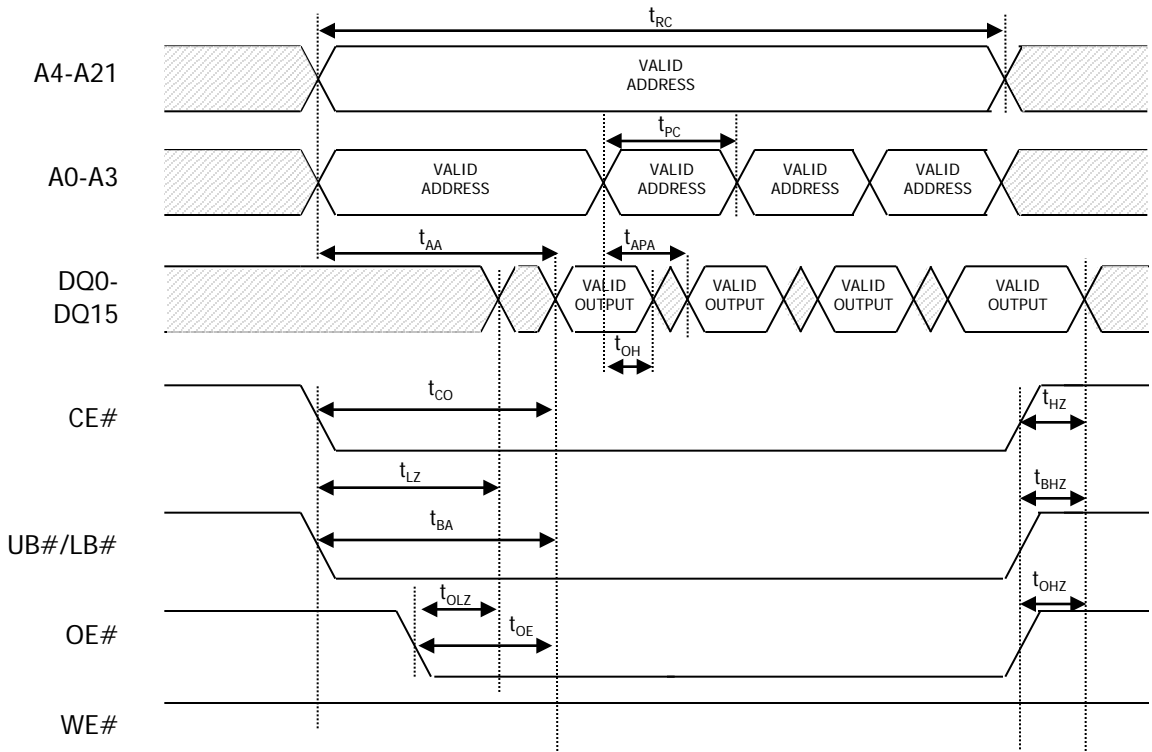 tRC
A4-A21
VALID
ADDRESS
tPC
A0-A3
VALID
ADDRESS
VALID
ADDRESS
VALID
ADDRESS
VALID
ADDRESS
tAA
tAPA
DQ0-
DQ15
VALID
OUTPUT
VALID
OUTPUT
VALID
OUTPUT
VALID
OUTPUT
tOH
CE#
tCO
tHZ
tLZ
tBHZ
UB#/LB#
tBA
tOLZ
tOHZ
OE#
tOE
WE#